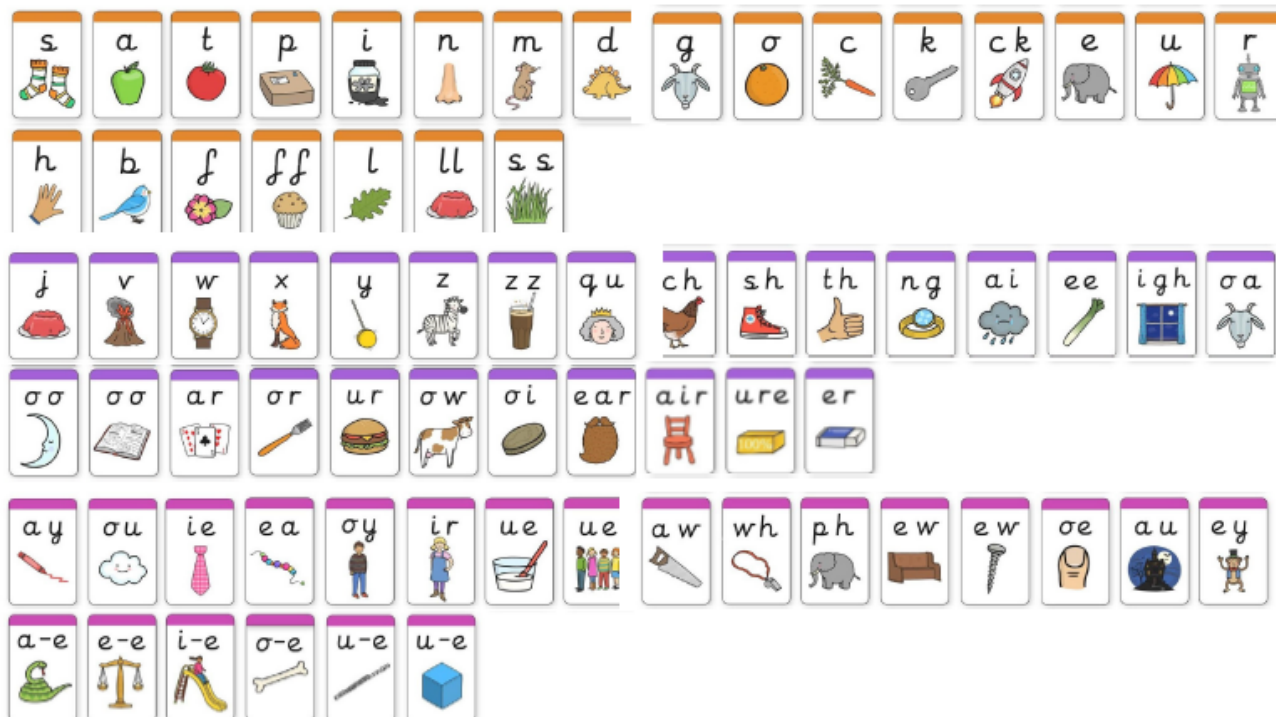 s a t p i n m d g o c k ck e u r
h b f ff l ll ss
j v w x y z zz qu ch sh th ng ai ee igh oa
100%
oo oo ar or ur ow oi ear air ure er
ay ou ie ea oy ir ue ue aw wh ph ew ew oe au ey
a-e e-e i-e o-e u-e u-e